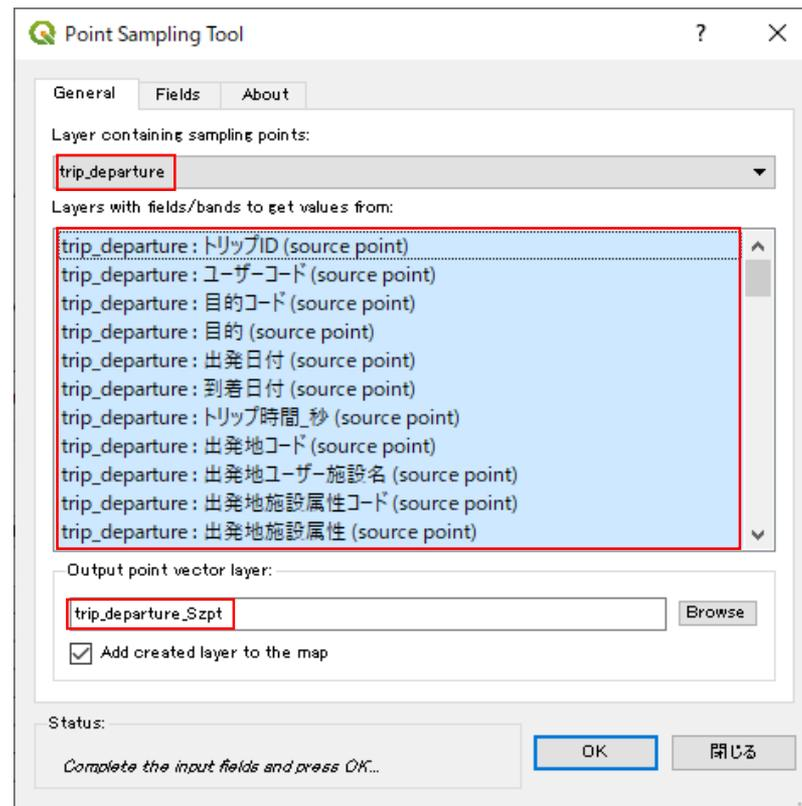 Point Sampling Tool ? ×
General Fields About
Layer containing sampling points:
trip_departure
Layers with fields/bands to get values from:
trip_departure : トリップID (source point)
trip_departure : ユーザーコード (source point)
trip_departure : 目的コード (source point)
trip_departure : 目的 (source point)
trip_departure : 出発日付 (source point)
trip_departure : 到着日付 (source point)
trip_departure : トリップ時間_秒 (source point)
trip_departure : 出発地コード (source point)
trip_departure : 出発地ユーザー施設名 (source point)
trip_departure : 出発地施設属性コード (source point)
trip_departure : 出発地施設属性 (source point)
Output point vector layer:
trip_departure_Szpt Browse
Add created layer to the map
Status:
Complete the input fields and press OK...
OK 閉じる